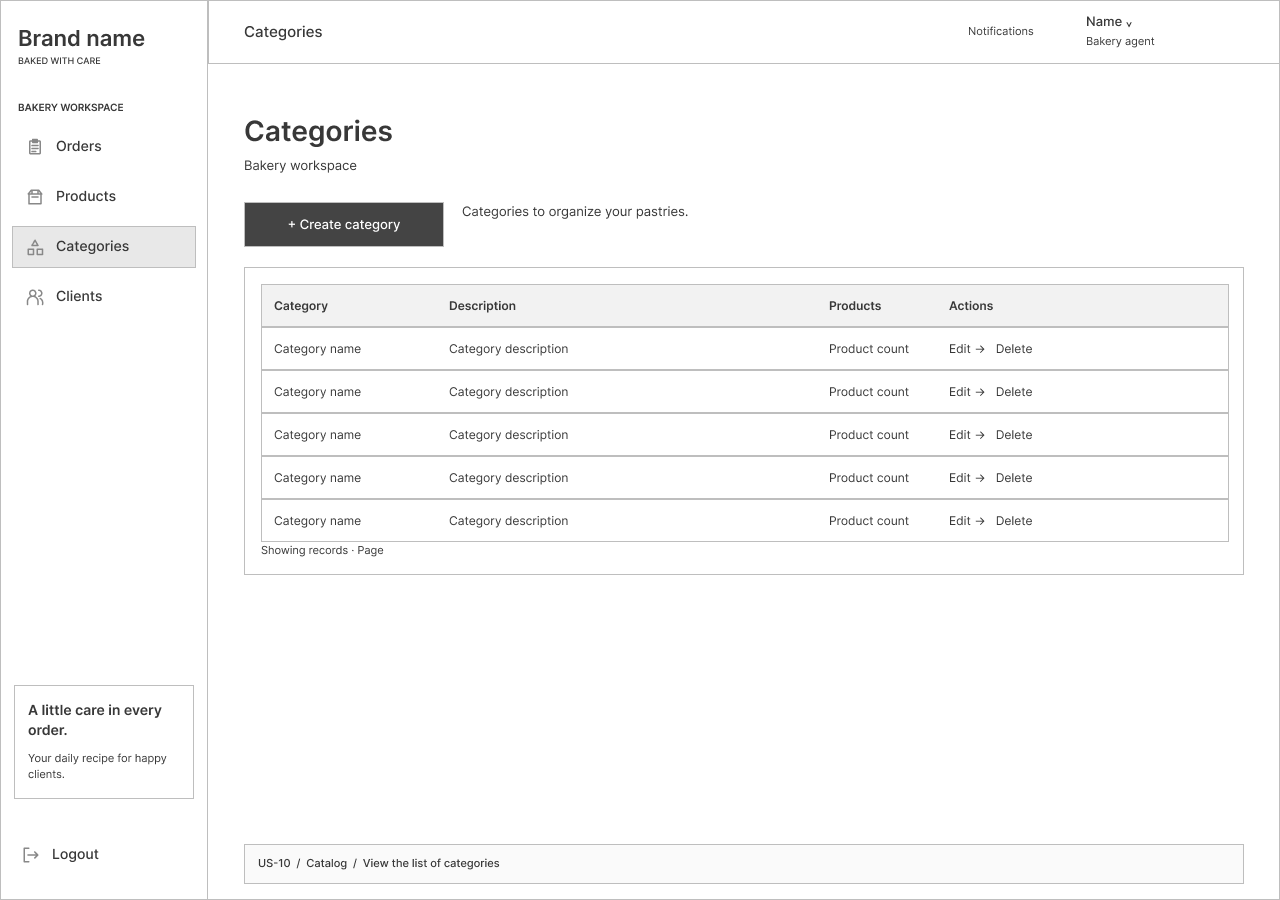 Brand name
BAKED WITH CARE
BAKERY WORKSPACE
Orders
Products
Categories
Clients
A little care in every
order.
Your daily recipe for happy
clients.
Logout
Categories
Notifications
Name v
Bakery agent
Categories
Bakery workspace
+ Create category
Categories to organize your pastries.
Category Description Products Actions
Category name Category description Product count Edit → Delete
Category name Category description Product count Edit → Delete
Category name Category description Product count Edit → Delete
Category name Category description Product count Edit → Delete
Category name Category description Product count Edit → Delete
Showing records · Page
US-10 / Catalog / View the list of categories